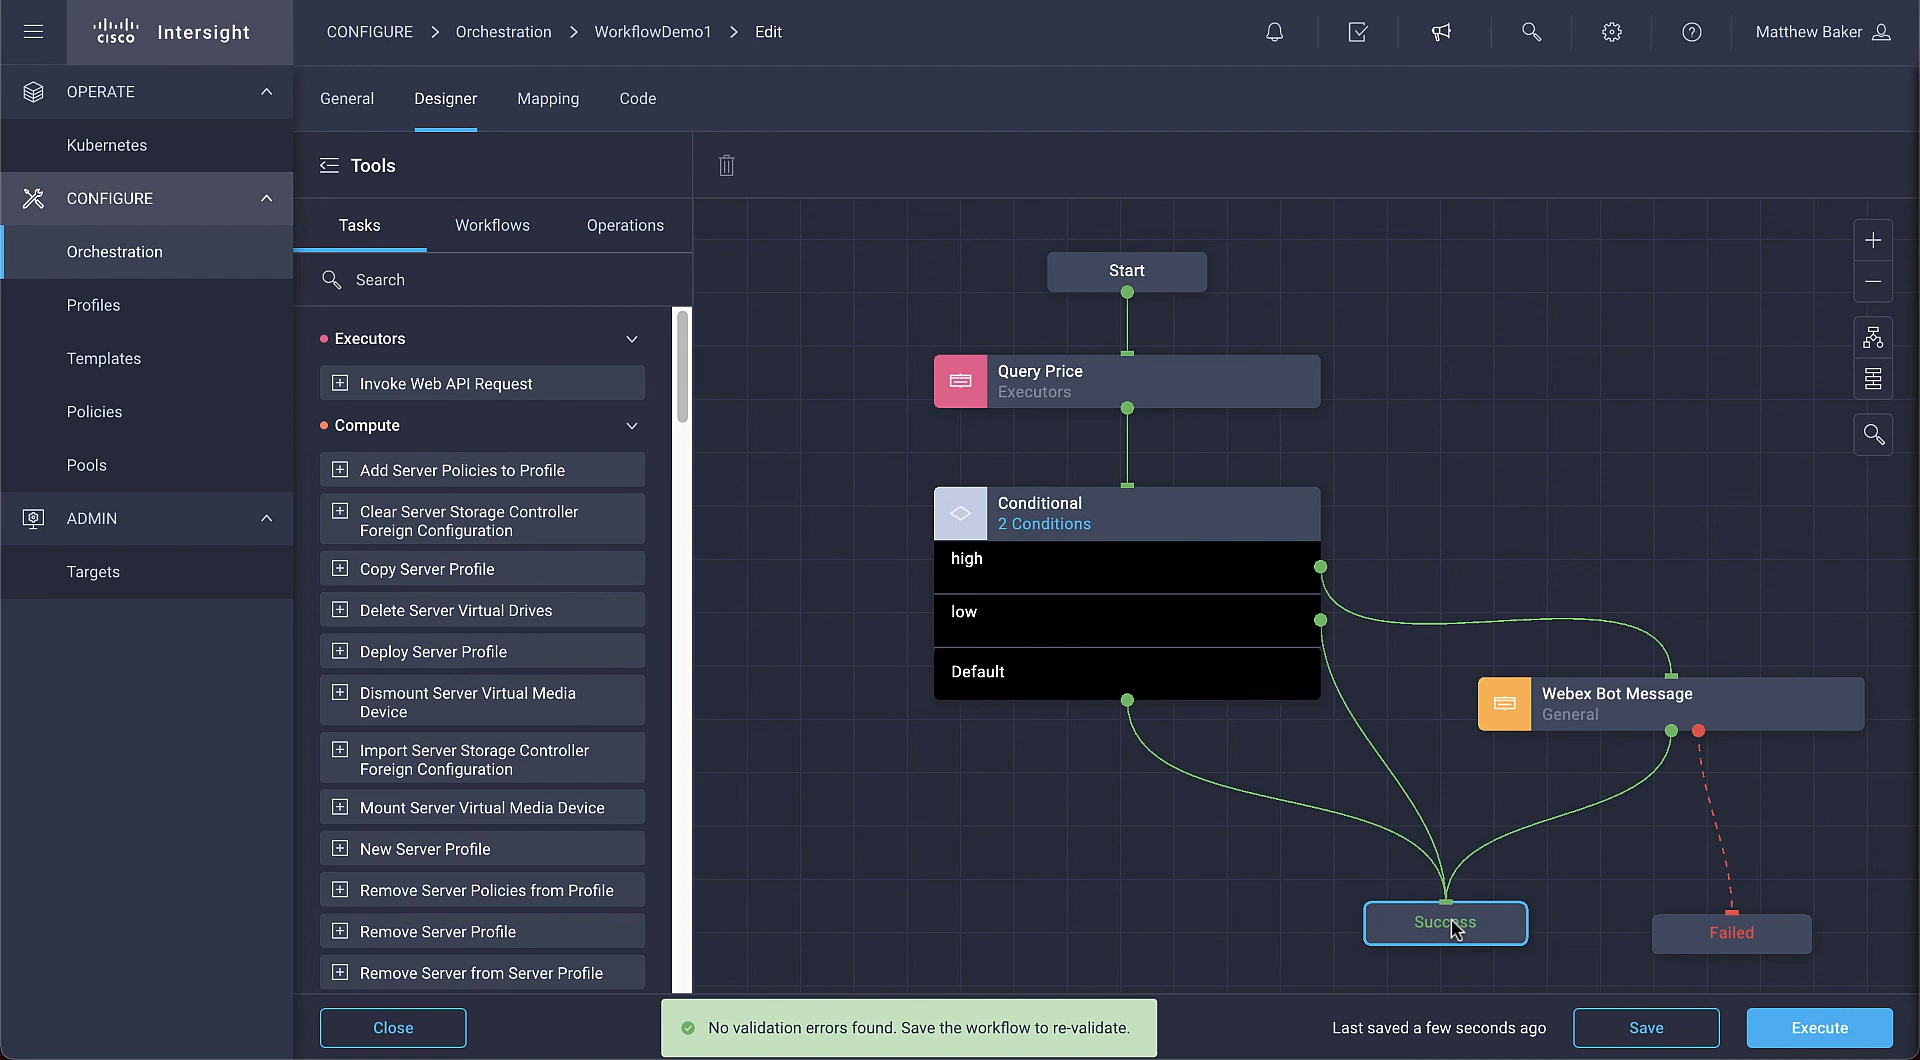 CISCO
Intersight
CONFIGURE > Orchestration > WorkflowDemo1 > Edit
Matthew Baker
OPERATE
Kubernetes
CONFIGURE
Orchestration
Profiles
Templates
Policies
Pools
ADMIN
Targets
General
Designer
Mapping
Code
Tools
Tasks
Workflows
Operations
Search
Executors
Invoke Web API Request
Compute
Add Server Policies to Profile
Clear Server Storage Controller
Foreign Configuration
Copy Server Profile
Delete Server Virtual Drives
Deploy Server Profile
Dismount Server Virtual Media
Device
Import Server Storage Controller
Foreign Configuration
Mount Server Virtual Media Device
New Server Profile
Remove Server Policies from Profile
Remove Server Profile
Remove Server from Server Profile
Start
Query Price
Executors
Conditional
2 Conditions
high
low
Default
Webex Bot Message
General
Success
Failed
Close
No validation errors found. Save the workflow to re-validate.
Last saved a few seconds ago
Save
Execute